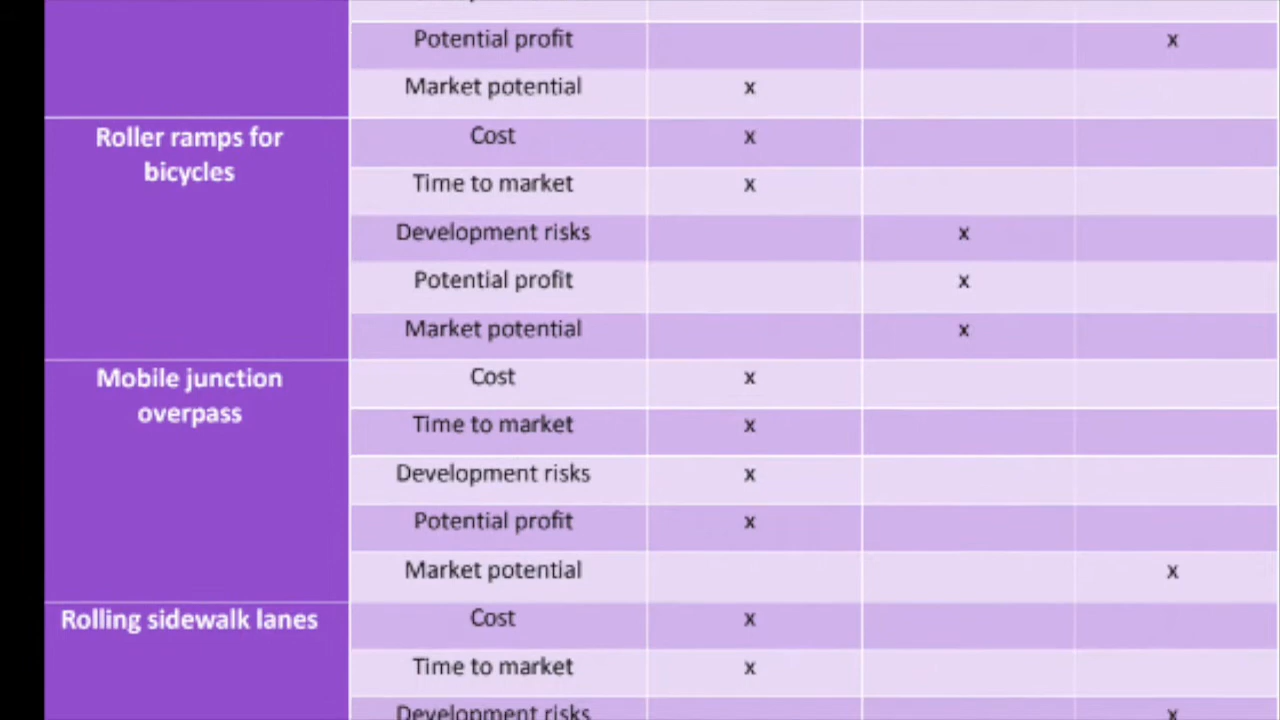 Potential profit x
Market potential x
Roller ramps for
bicycles
Cost x
Time to market x
Development risks x
Potential profit x
Market potential x
Mobile junction
overpass
Cost x
Time to market x
Development risks x
Potential profit x
Market potential x
Rolling sidewalk lanes
Cost x
Time to market x
Development risks x